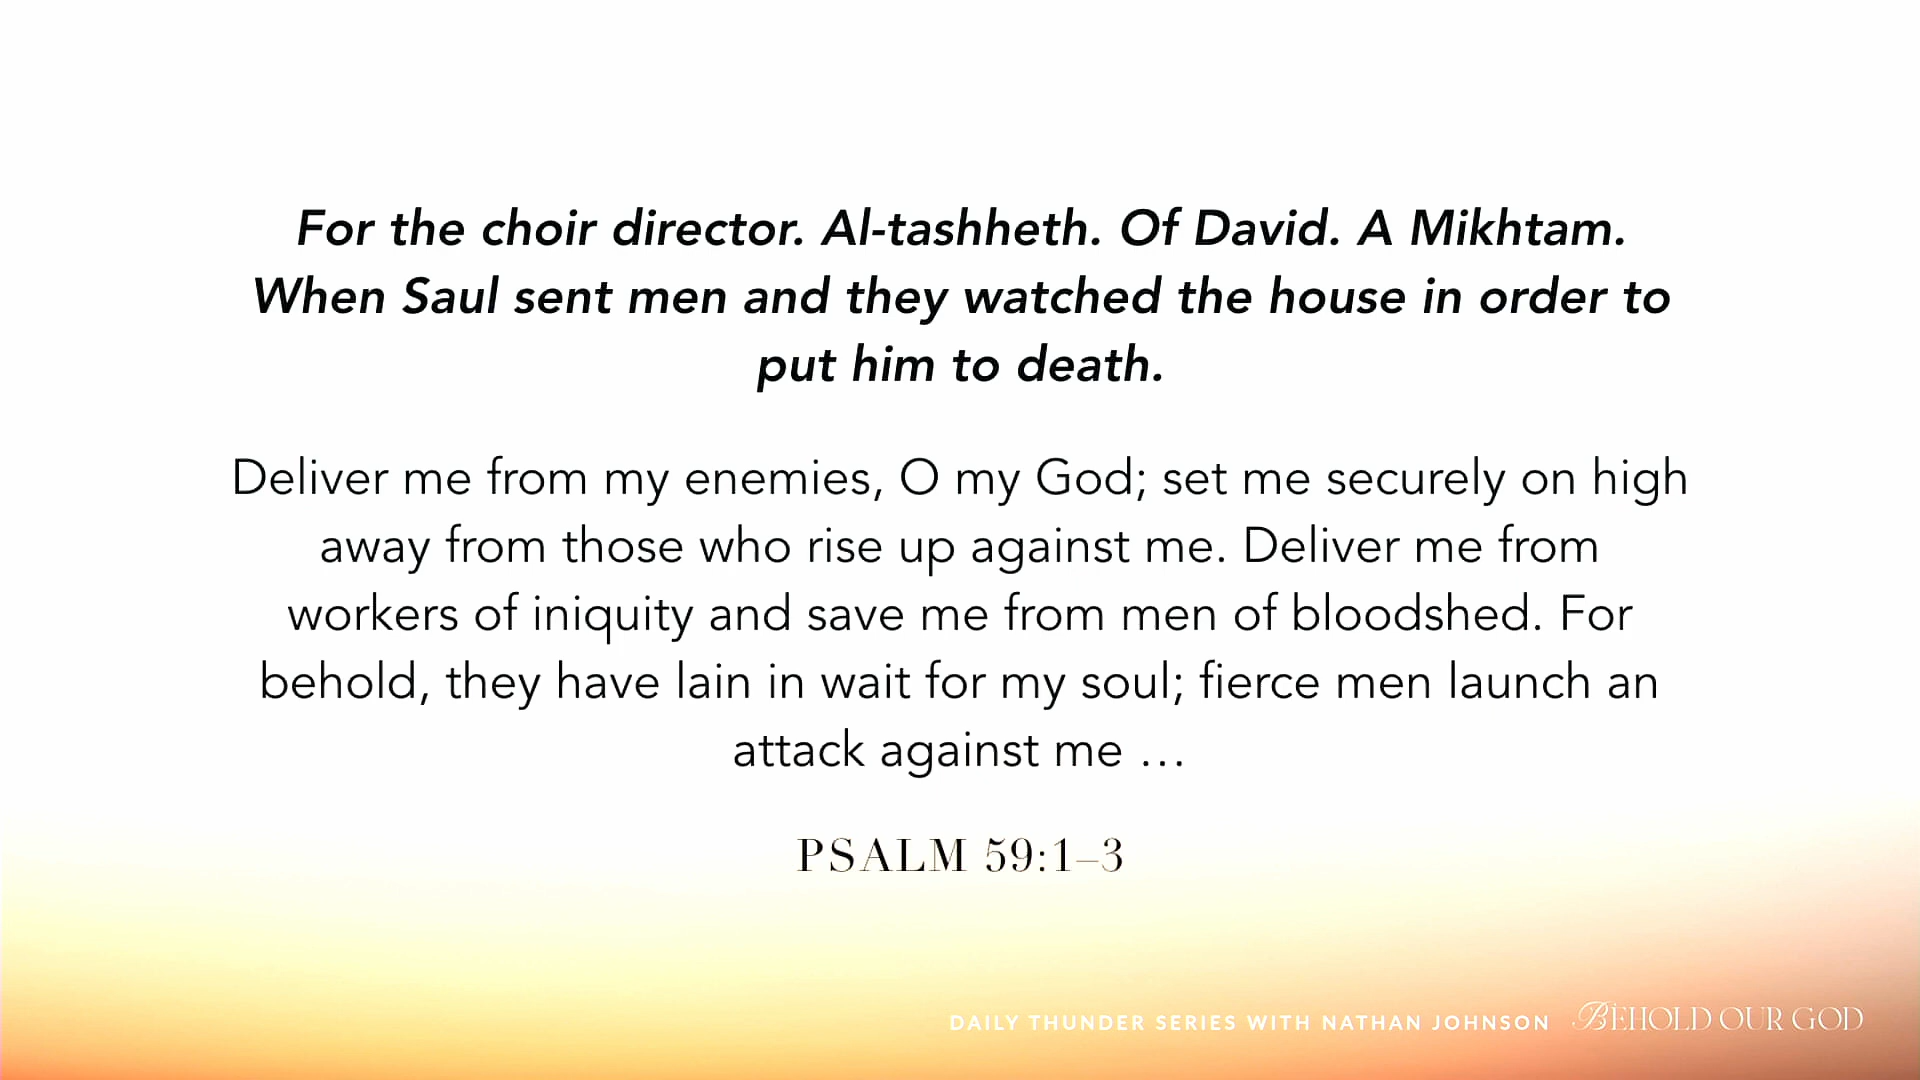 For the choir director. Al-tashheth. Of David. A Mikhtam.
When Saul sent men and they watched the house in order to
put him to death.
Deliver me from my enemies, O my God; set me securely on high
away from those who rise up against me. Deliver me from
workers of iniquity and save me from men of bloodshed. For
behold, they have lain in wait for my soul; fierce men launch an
attack against me …
PSALM 59:1–3
DAILY THUNDER SERIES WITH NATHAN JOHNSON BEHOLD OUR GOD